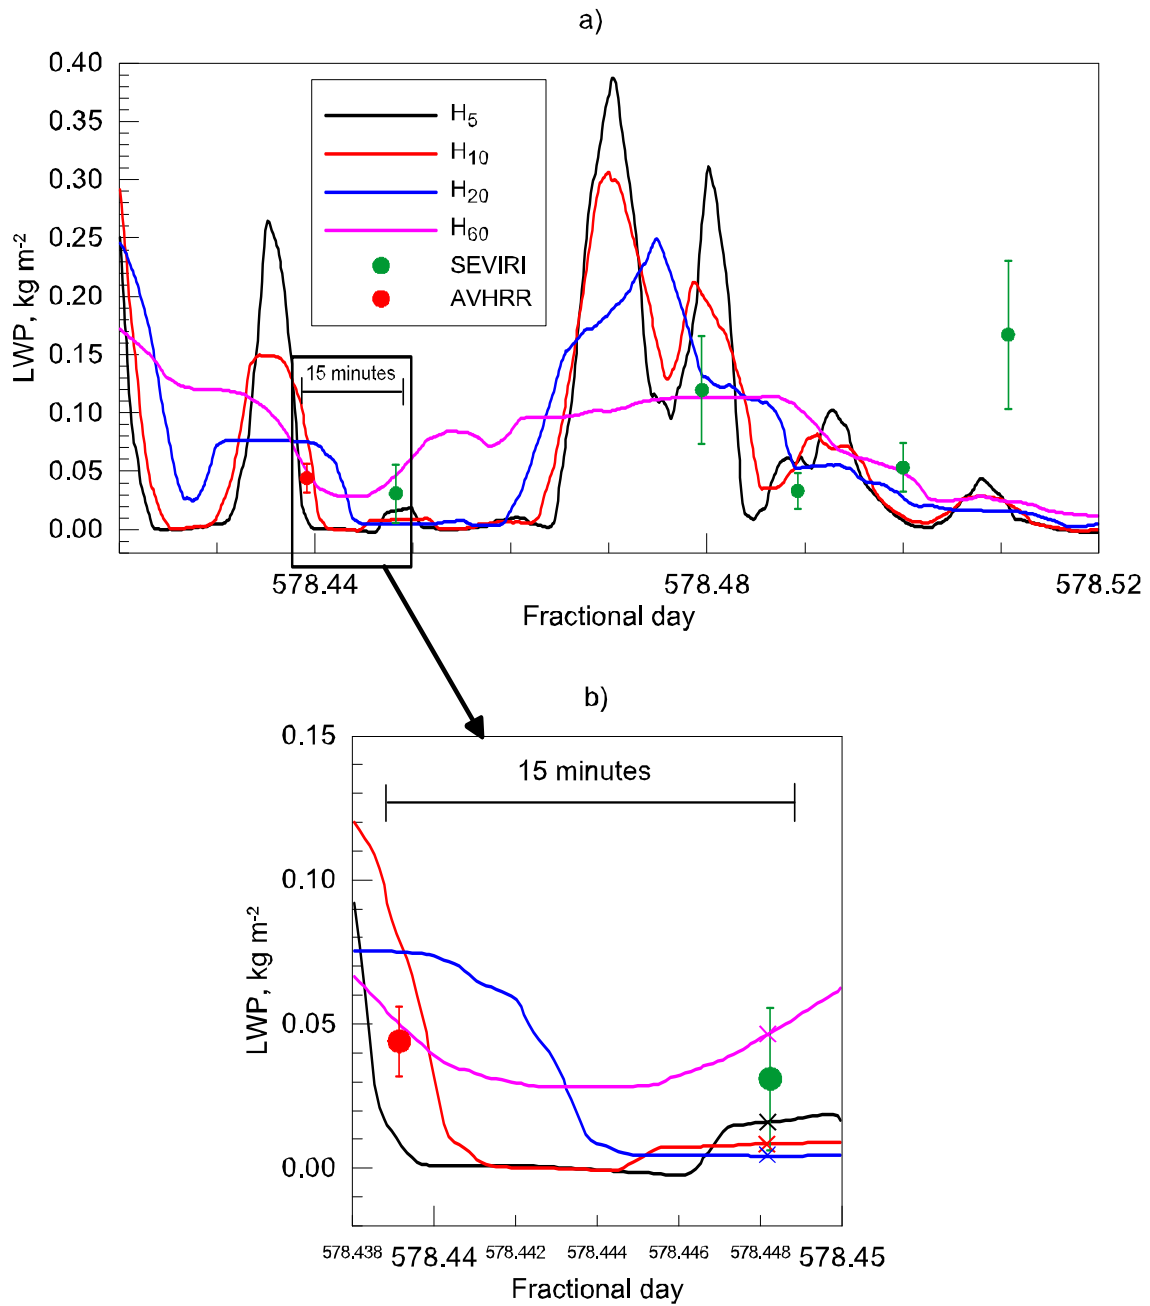 a)
0.40
0.35
0.30
0.25
0.20
0.15
0.10
0.05
0.00
LWP, kg m-2
H5
H10
H20
H60
SEVIRI
AVHRR
15 minutes
578.44
578.48
578.52
Fractional day
b)
0.15
0.10
0.05
0.00
LWP, kg m-2
15 minutes
578.438
578.44
578.442
578.444
578.446
578.448
578.45
Fractional day